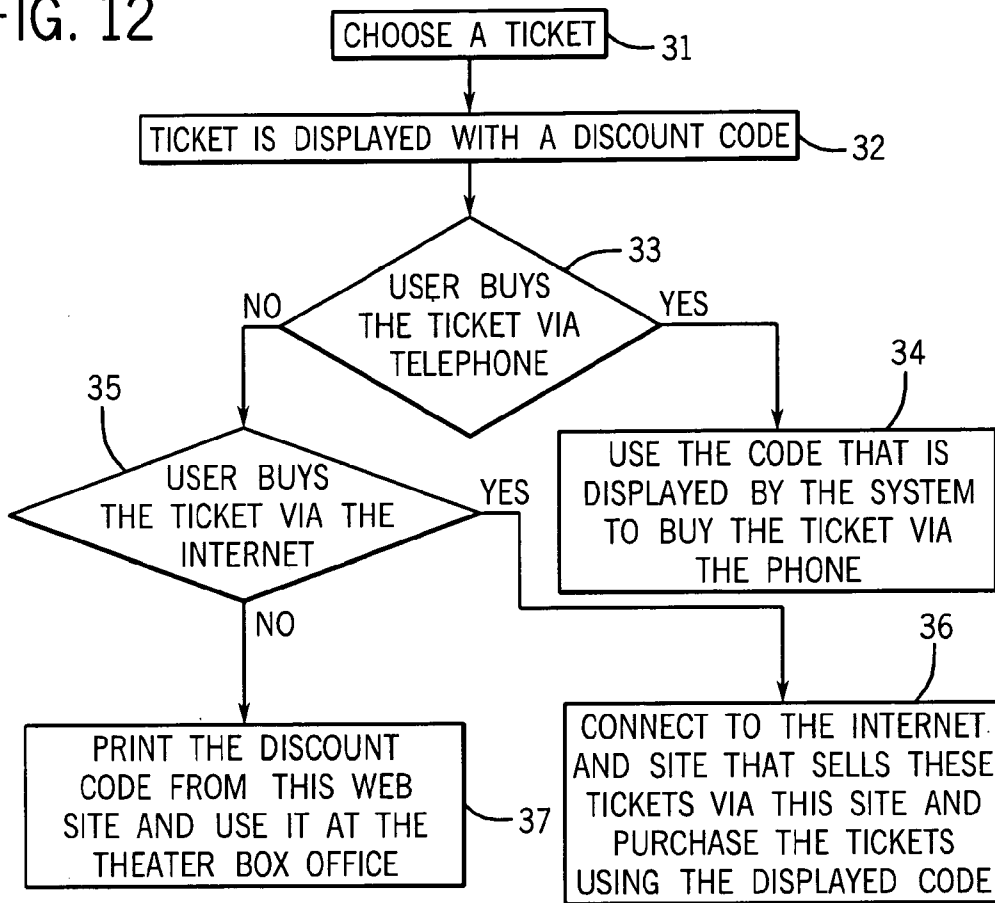 FIG. 12
CHOOSE A TICKET
31
TICKET IS DISPLAYED WITH A DISCOUNT CODE
32
33
USER BUYS
THE TICKET VIA
TELEPHONE
NO
YES
34
USE THE CODE THAT IS
DISPLAYED BY THE SYSTEM
TO BUY THE TICKET VIA
THE PHONE
35
USER BUYS
THE TICKET VIA THE
INTERNET
YES
NO
36
CONNECT TO THE INTERNET
AND SITE THAT SELLS THESE
TICKETS VIA THIS SITE AND
PURCHASE THE TICKETS
USING THE DISPLAYED CODE
PRINT THE DISCOUNT
CODE FROM THIS WEB
SITE AND USE IT AT THE
THEATER BOX OFFICE
37